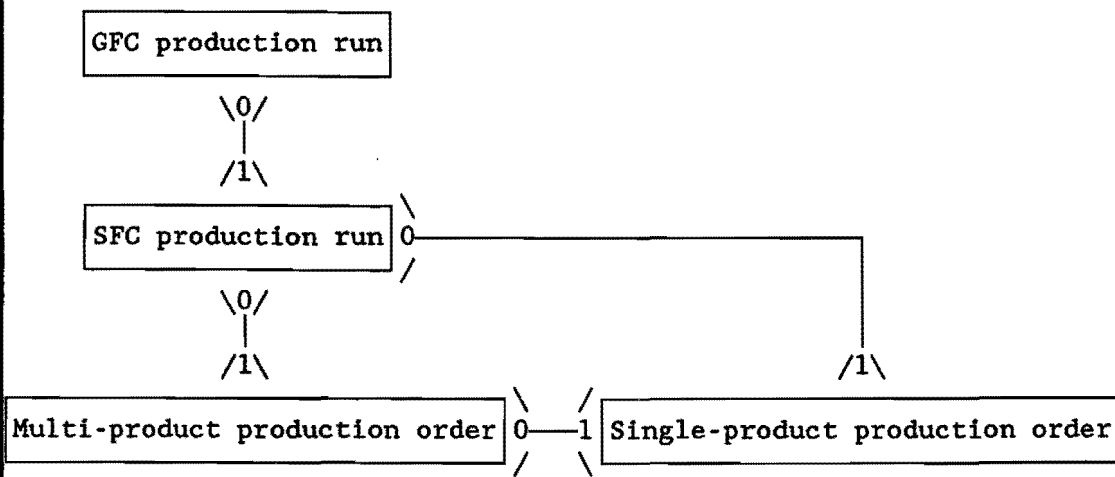 GFC production run
\0/
/1\
SFC production run 0
\0/
/1\ /1\
Multi-product production order 0 1 Single-product production order